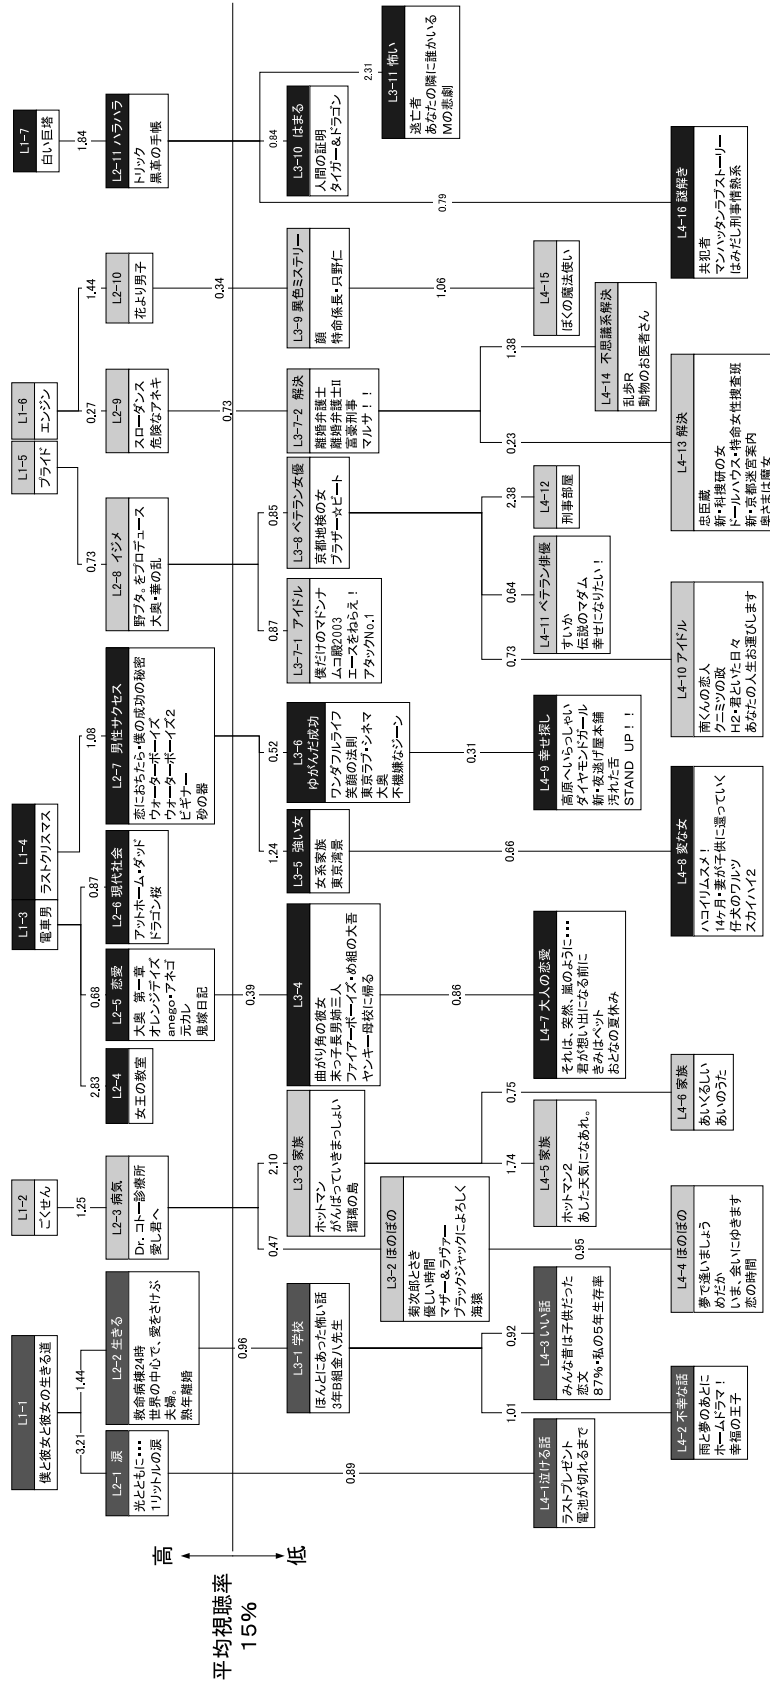 高
平均視聴率
15%
低
L1-1
僕と彼女と彼女の生きる道
L1-2
ごくせん
L1-3
電車男
L1-4
ラストクリスマス
L1-5
プライド
L1-6
エンジン
L1-7
白い巨塔
3.21
1.44
1.25
2.83
0.68
0.87
1.08
0.73
0.27
1.44
1.84
L2-1 涙
光とともに・・・
1リットルの涙
L2-2 生きる
救命病棟24時
世界の中心で、愛をさけぶ
夫婦。
熟年離婚
L2-3 病気
Dr. コトー診療所
愛し君へ
L2-4
女王の教室
L2-5 恋愛
大奥 第一章
オレンジデイズ
anego・アネゴ
元カレ
鬼嫁日記
L2-6 現代社会
アットホーム・ダッド
ドラゴン桜
L2-7 男性サクセス
恋におちたら・僕の成功の秘密
ウォーターボーイズ
ウォーターボーイズ2
ビギナー
砂の器
L2-8 イジメ
野ブタ。をプロデュース
大奥・華の乱
L2-9
スローダンス
危険なアネキ
L2-10
花より男子
L2-11 ハラハラ
トリック
黒革の手帳
0.89
0.96
0.47
2.10
0.39
1.24
0.52
0.87
0.85
0.73
0.34
0.84
2.31
0.79
L3-1 学校
ほんとにあった怖い話
3年B組金八先生
L3-2 ほのぼの
菊次郎とさき
優しい時間
マザー＆ラヴァー
ブラックジャックによろしく
海猿
L3-3 家族
ホットマン
がんばっていきまっしょい
瑠璃の島
L3-4
曲がり角の彼女
末っ子長男姉三人
ファイアーボーイズ・め組の大吾
ヤンキー母校に帰る
L3-5 強い女
女系家族
東京湾景
L3-6
ゆがんだ成功
ワンダフルライフ
笑顔の法則
東京ラブ・シネマ
大奥
不機嫌なジーン
L3-7-1 アイドル
僕だけのマドンナ
ムコ殿2003
エースをねらえ！
アタックNo.1
L3-8 ベテラン女優
京都地検の女
ブラザー☆ビート
L3-7-2 解決
離婚弁護士
離婚弁護士II
富豪刑事
マルサ！！
L3-9 異色ミステリー
顔
特命係長・只野仁
L3-10 はまる
人間の証明
タイガー＆ドラゴン
L3-11 怖い
逃亡者
あなたの隣に誰かいる
Mの悲劇
1.01
0.92
0.95
1.74
0.75
0.86
0.66
0.31
0.73
0.64
2.38
0.23
1.38
1.06
L4-1泣ける話
ラストプレゼント
電池が切れるまで
L4-2 不幸な話
雨と夢のあとに
ホームドラマ！
幸福の王子
L4-3 いい話
みんな昔は子供だった
恋文
87%・私の5年生存率
L4-4 ほのぼの
夢で逢いましょう
めだか
いま、会いにゆきます
恋の時間
L4-5 家族
ホットマン2
あした天気になあれ。
L4-6 家族
あいくるしい
あいのうた
L4-7 大人の恋愛
それは、突然、嵐のように・・・
君が想い出になる前に
きみはペット
おとなの夏休み
L4-8 変な女
ハコイリムスメ！
14ヶ月・妻が子供に還っていく
仔犬のワルツ
スカイハイ2
L4-9 幸せ探し
高原へいらっしゃい
ダイヤモンドガール
新・夜逃げ屋本舗
汚れた舌
STAND UP！！
L4-10 アイドル
南くんの恋人
クニミツの政
H2・君といた日々
あなたの人生お運びします
L4-11 ベテラン俳優
すいか
伝説のマダム
幸せになりたい！
L4-12
刑事部屋
L4-13 解決
忠臣蔵
新・科捜研の女
ドールハウス・特命女性捜査班
新・京都迷宮案内
奥さまは魔女
L4-14 不思議系解決
乱歩R
動物のお医者さん
L4-15
ぼくの魔法使い
L4-16 謎解き
共犯者
マンハッタンラブストーリー
はみだし刑事情熱系